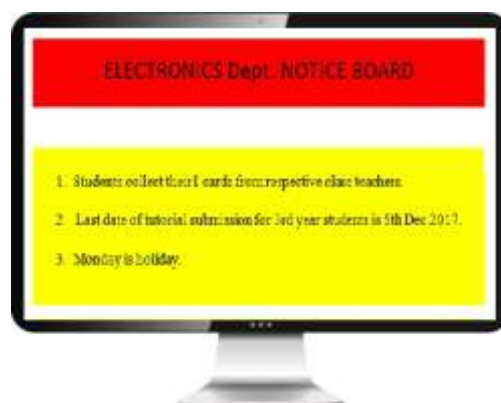 ELECTRONICS Dept. NOTICE BOARD
1. Students collect their I cards from respective class teachers.
2. Last date of tutorial submission for 3rd year students is 5th Dec 2017.
3. Monday is holiday.